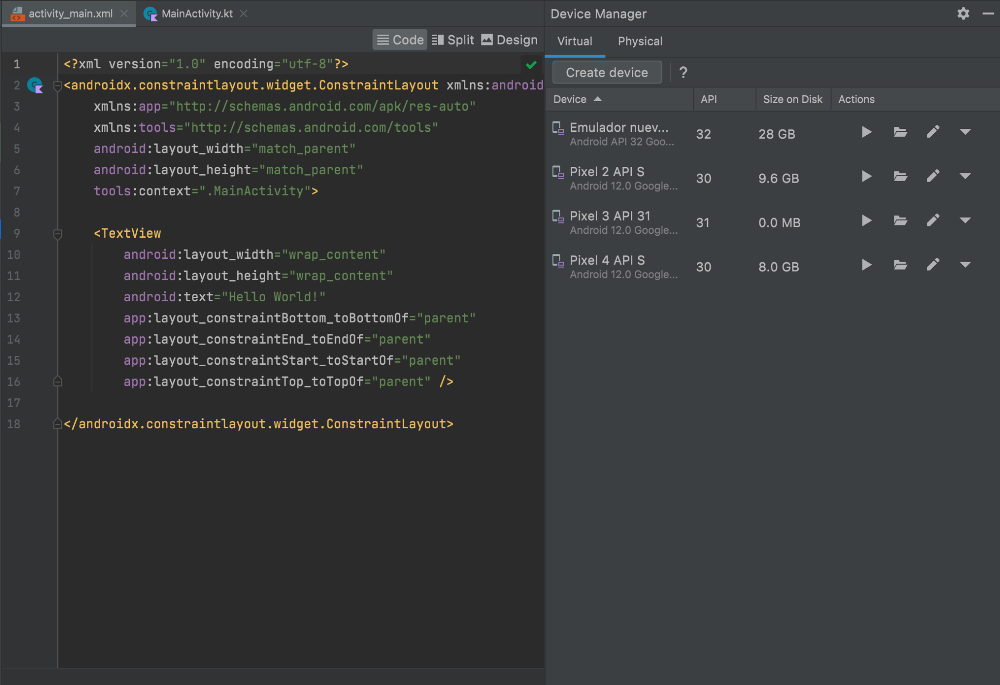 activity_main.xml
MainActivity.kt
Code
Split
Design
1 <?xml version="1.0" encoding="utf-8"?>
2 <androidx.constraintlayout.widget.ConstraintLayout xmlns:android
3 xmlns:app="http://schemas.android.com/apk/res-auto"
4 xmlns:tools="http://schemas.android.com/tools"
5 android:layout_width="match_parent"
6 android:layout_height="match_parent"
7 tools:context=".MainActivity">
8
9 <TextView
10 android:layout_width="wrap_content"
11 android:layout_height="wrap_content"
12 android:text="Hello World!"
13 app:layout_constraintBottom_toBottomOf="parent"
14 app:layout_constraintEnd_toEndOf="parent"
15 app:layout_constraintStart_toStartOf="parent"
16 app:layout_constraintTop_toTopOf="parent" />
17
18 </androidx.constraintlayout.widget.ConstraintLayout>
Device Manager
Virtual Physical
Create device ?
Device API Size on Disk Actions
Emulador nuev... 32 28 GB
Android API 32 Goo...
Pixel 2 API S 30 9.6 GB
Android 12.0 Google...
Pixel 3 API 31 31 0.0 MB
Android 12.0 Google...
Pixel 4 API S 30 8.0 GB
Android 12.0 Google...